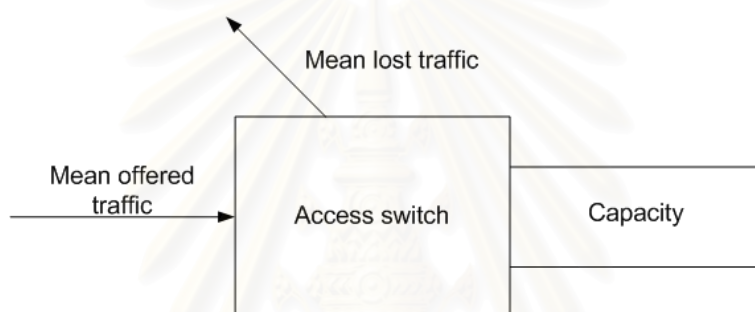 Mean lost traffic
Mean offered
traffic
Access switch
Capacity